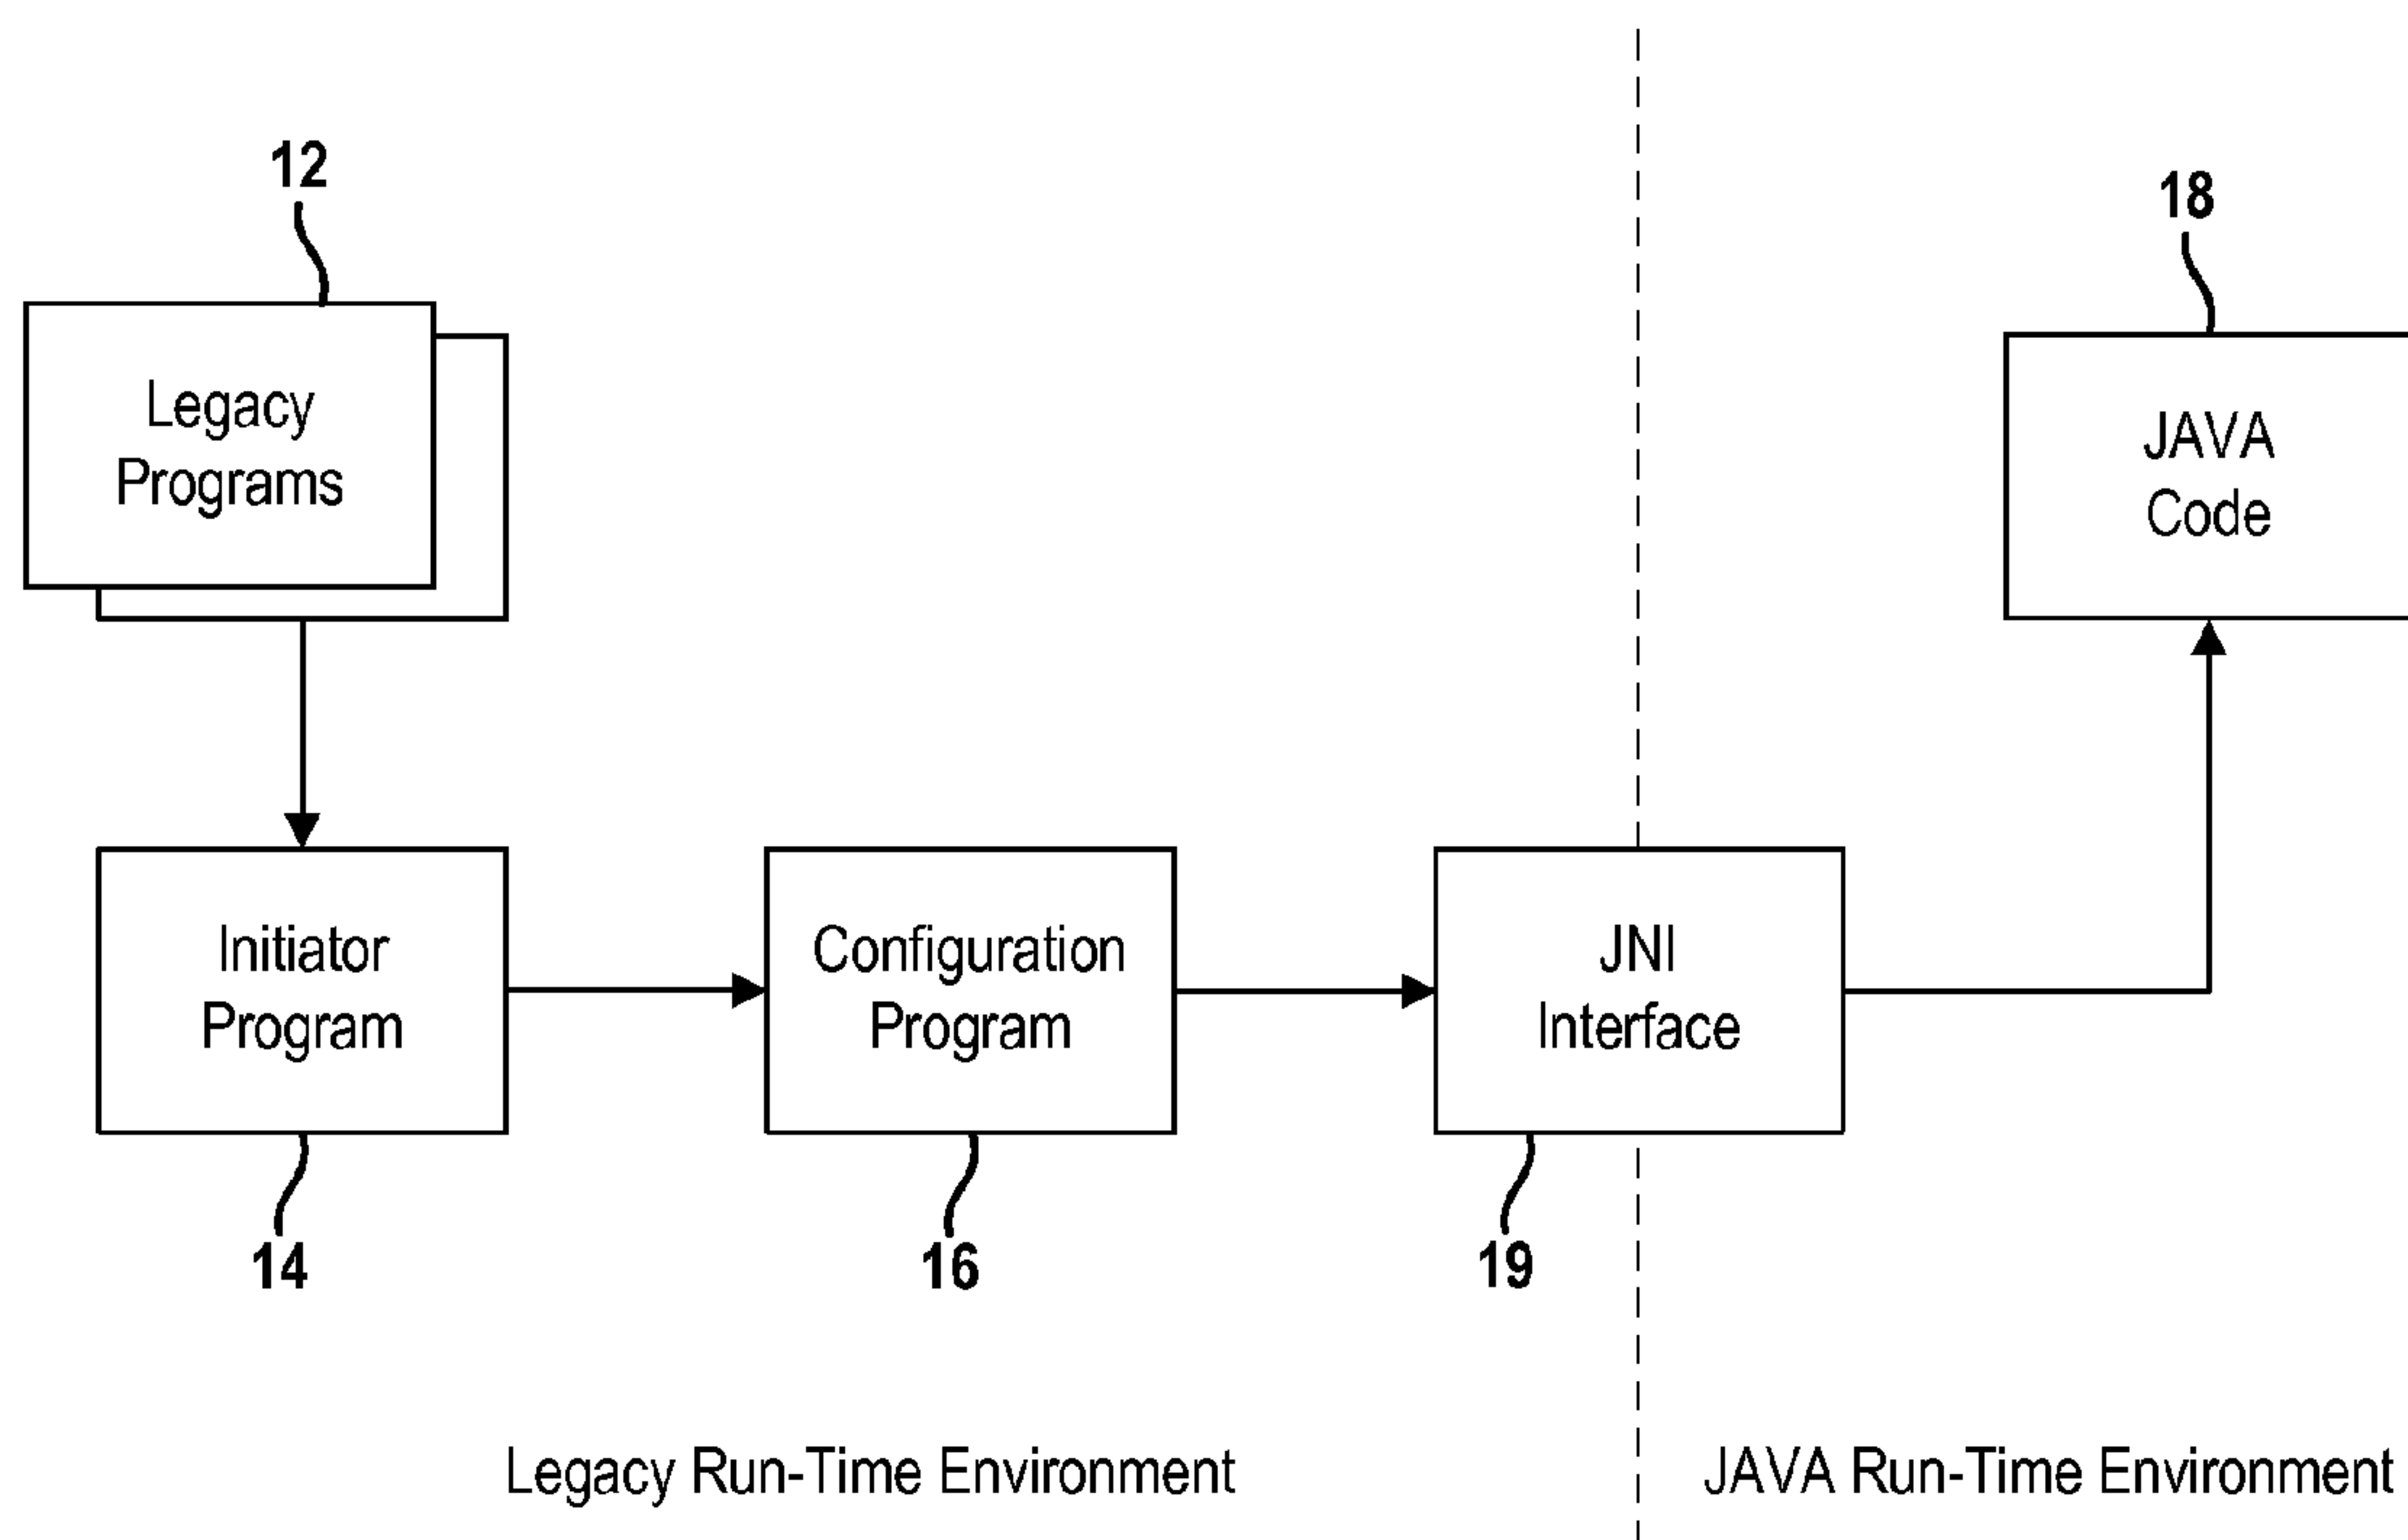 12
18
Legacy
Programs
JAVA
Code
Initiator
Program
Configuration
Program
JNI
Interface
14
16
19
Legacy Run-Time Environment
JAVA Run-Time Environment